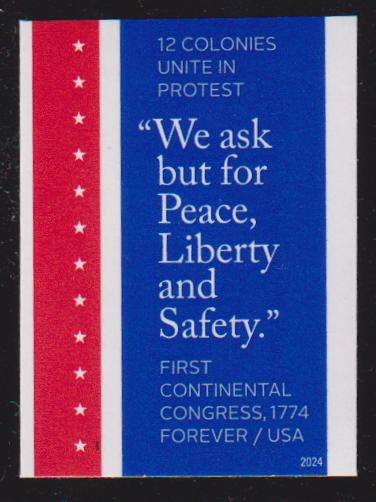 12 COLONIES
UNITE IN
PROTEST
“We ask
but for
Peace,
Liberty
and
Safety.”
FIRST
CONTINENTAL
CONGRESS, 1774
FOREVER / USA
2024